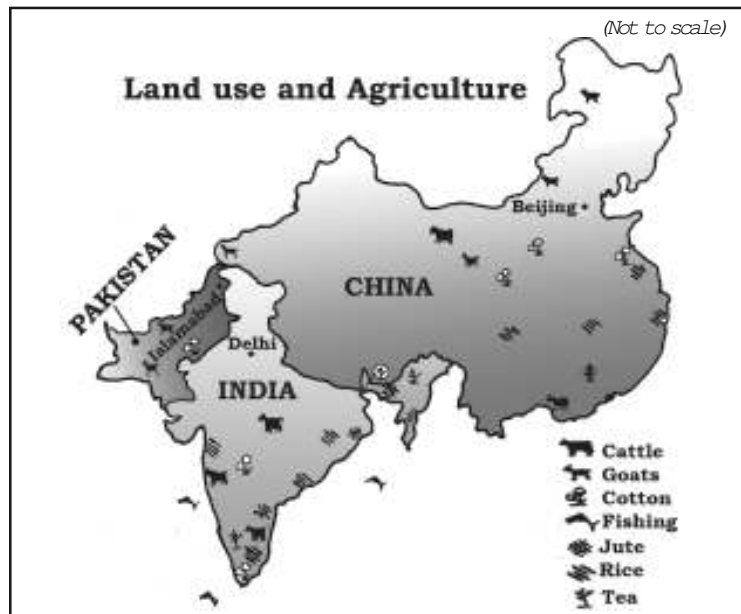 (Not to scale)
Land use and Agriculture
Beijing
PAKISTAN
CHINA
Islamabad
Delhi
INDIA
Cattle
Goats
Cotton
Fishing
Jute
Rice
Tea